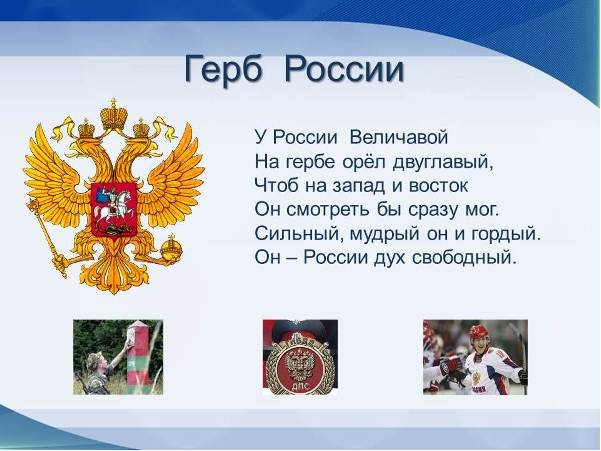 Герб России
У России Величавой
На гербе орёл двуглавый,
Чтоб на запад и восток
Он смотреть бы сразу мог.
Сильный, мудрый он и гордый.
Он – России дух свободный.
ДПС